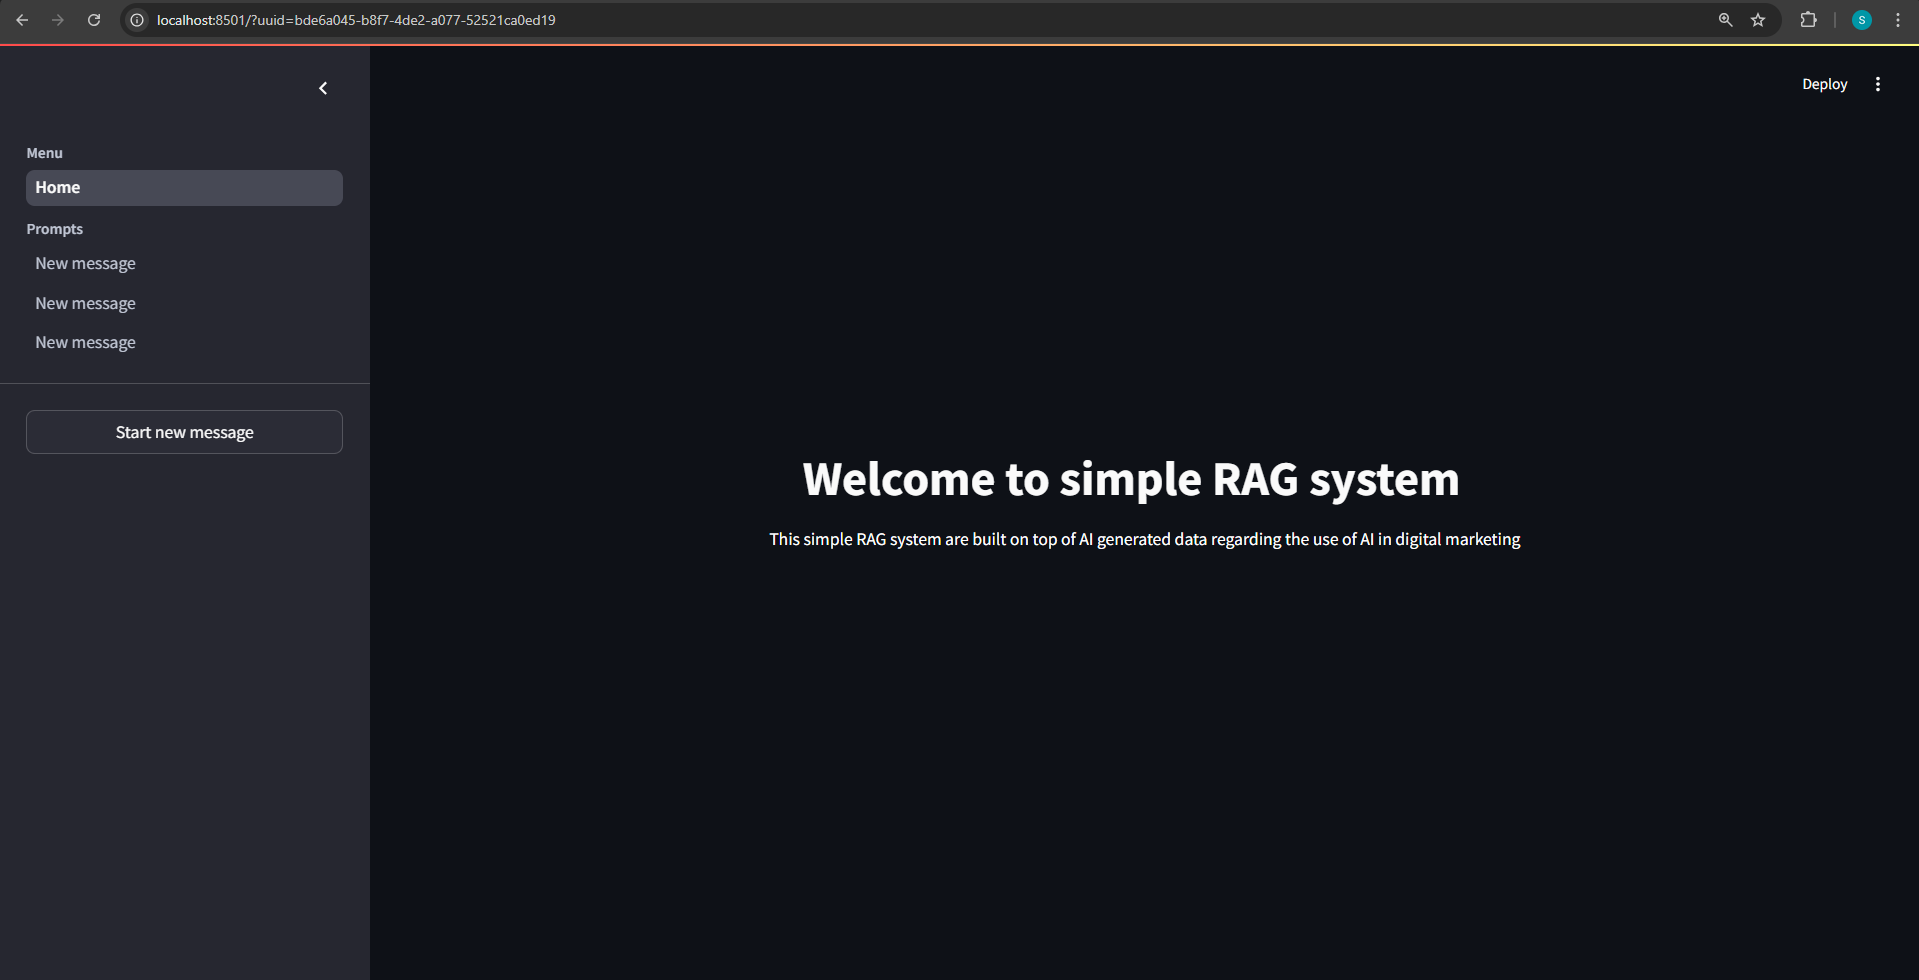 localhost:8501/?uuid=bde6a045-b8f7-4de2-a077-52521ca0ed19
S
Deploy
Menu
Home
Prompts
New message
New message
New message
Start new message
Welcome to simple RAG system
This simple RAG system are built on top of AI generated data regarding the use of AI in digital marketing